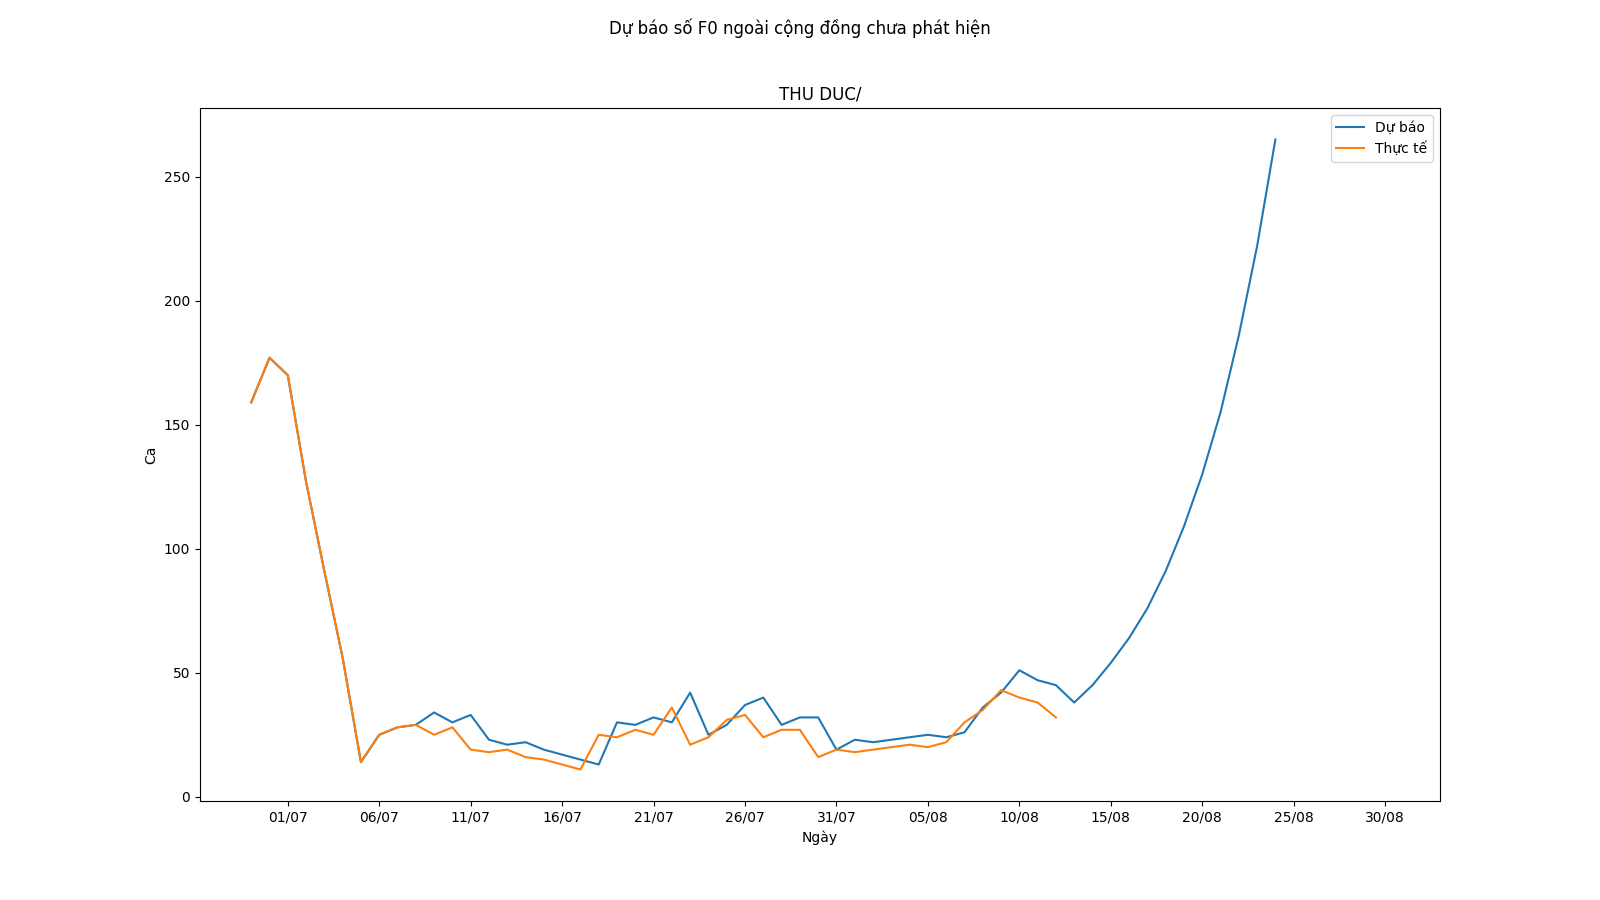 Dự báo số F0 ngoài cộng đồng chưa phát hiện
THU DUC/
Dự báo
Thực tế
250
200
150
100
50
0
Ca
01/07 06/07 11/07 16/07 21/07 26/07 31/07 05/08 10/08 15/08 20/08 25/08 30/08
Ngày